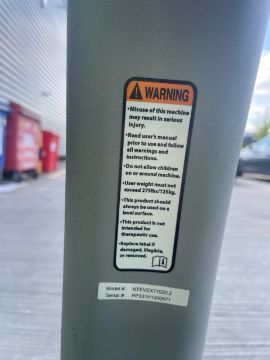 WARNING
•Misuse of this machine
may result in serious
injury.
•Read user's manual
prior to use and follow
all warnings and
instructions.
•Do not allow children
on or around machine.
•User weight must not
exceed 275lbs/125kg.
•This product should
always be used on a
level surface.
•This product is not
intended for
therapeutic use.
•Replace label if
damaged, illegible,
or removed.
Model #: NTEVEX77020.2
Serial #: